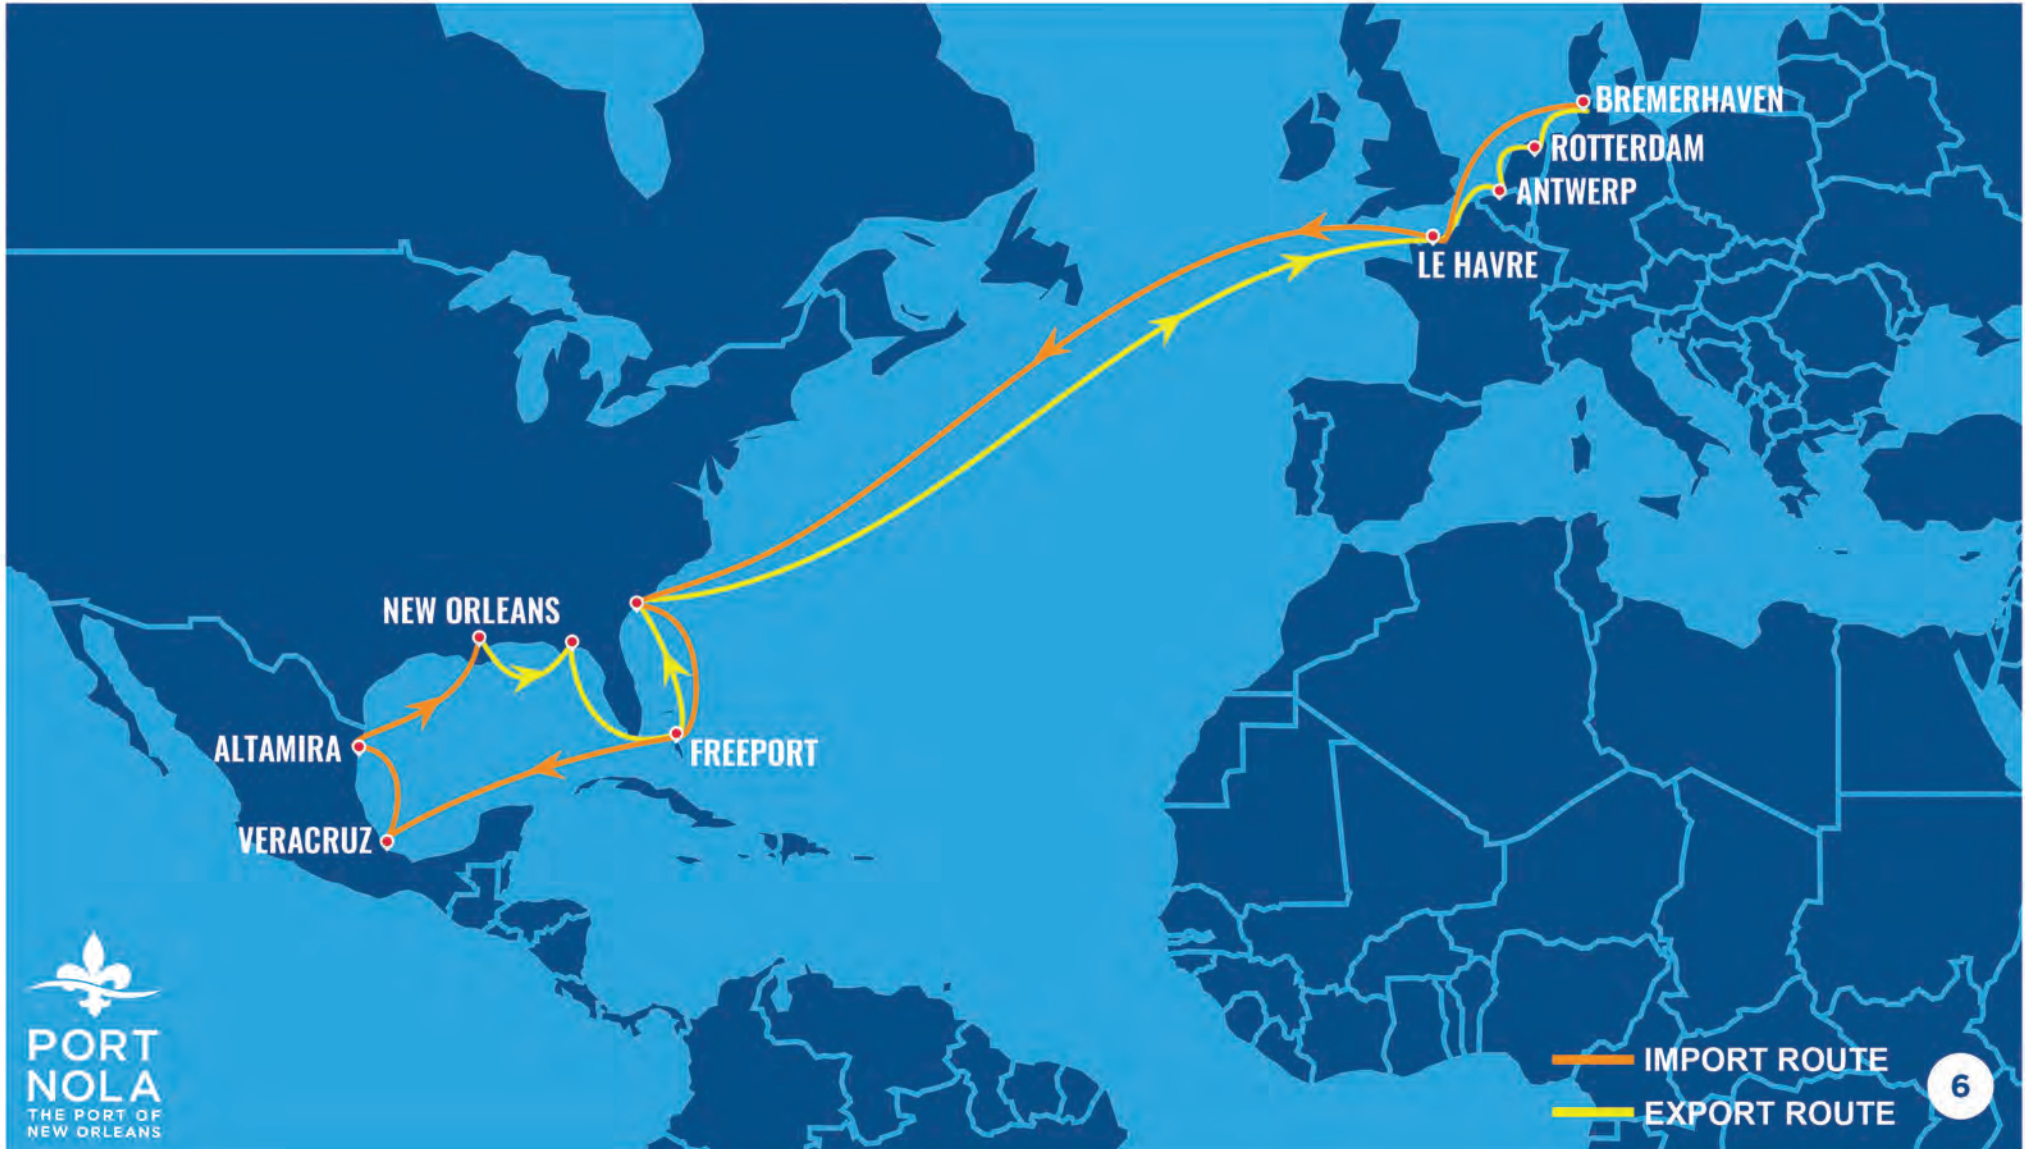 BREMERHAVEN
ROTTERDAM
ANTWERP
LE HAVRE
NEW ORLEANS
ALTAMIRA
FREEPORT
VERACRUZ
PORT
NOLA
THE PORT OF
NEW ORLEANS
IMPORT ROUTE
EXPORT ROUTE
6